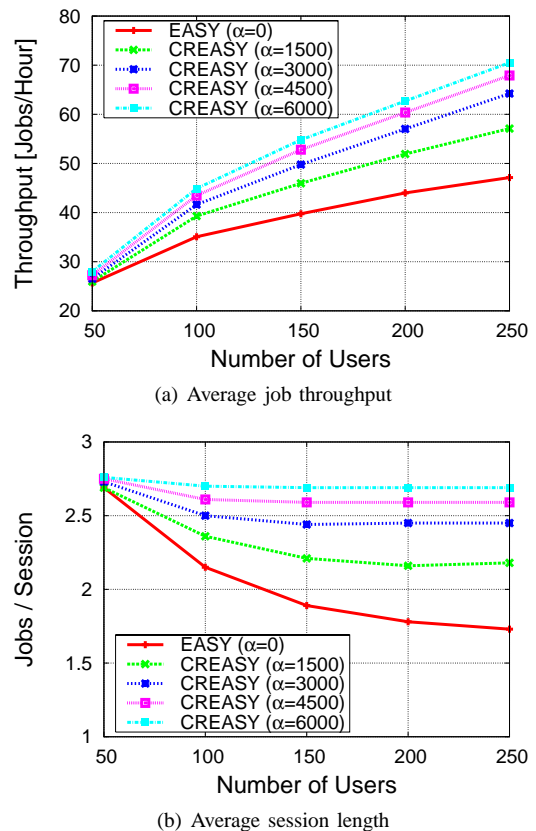 EASY (α=0)
CREASY (α=1500)
CREASY (α=3000)
CREASY (α=4500)
CREASY (α=6000)
Throughput [Jobs/Hour]
80
70
60
50
40
30
20
50 100 150 200 250
Number of Users
(a) Average job throughput
Jobs / Session
3
2.5
2
1.5
1
EASY (α=0)
CREASY (α=1500)
CREASY (α=3000)
CREASY (α=4500)
CREASY (α=6000)
50 100 150 200 250
Number of Users
(b) Average session length